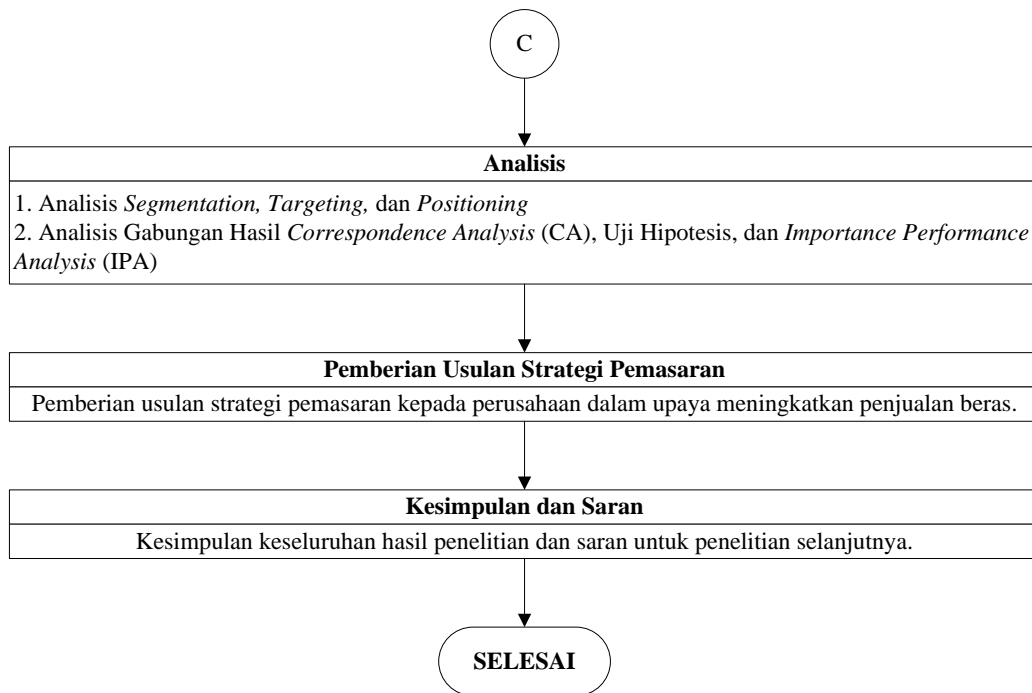 C
Analisis
1. Analisis Segmentation, Targeting, dan Positioning
2. Analisis Gabungan Hasil Correspondence Analysis (CA), Uji Hipotesis, dan Importance Performance
Analysis (IPA)
Pemberian Usulan Strategi Pemasaran
Pemberian usulan strategi pemasaran kepada perusahaan dalam upaya meningkatkan penjualan beras.
Kesimpulan dan Saran
Kesimpulan keseluruhan hasil penelitian dan saran untuk penelitian selanjutnya.
SELESAI